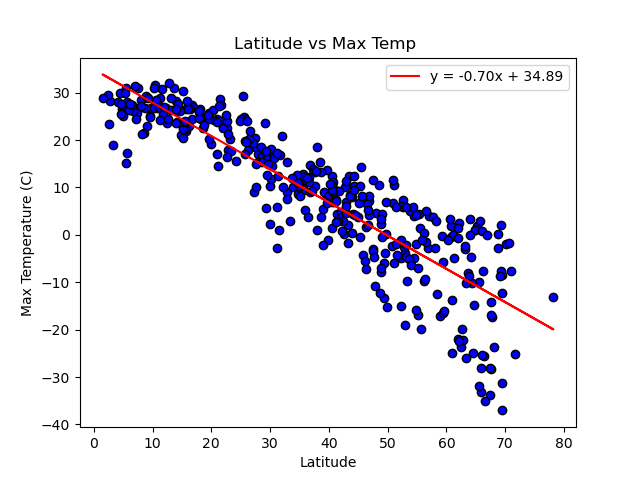 Latitude vs Max Temp
y = -0.70x + 34.89
Max Temperature (C)
30
20
10
0
−10
−20
−30
−40
0 10 20 30 40 50 60 70 80
Latitude